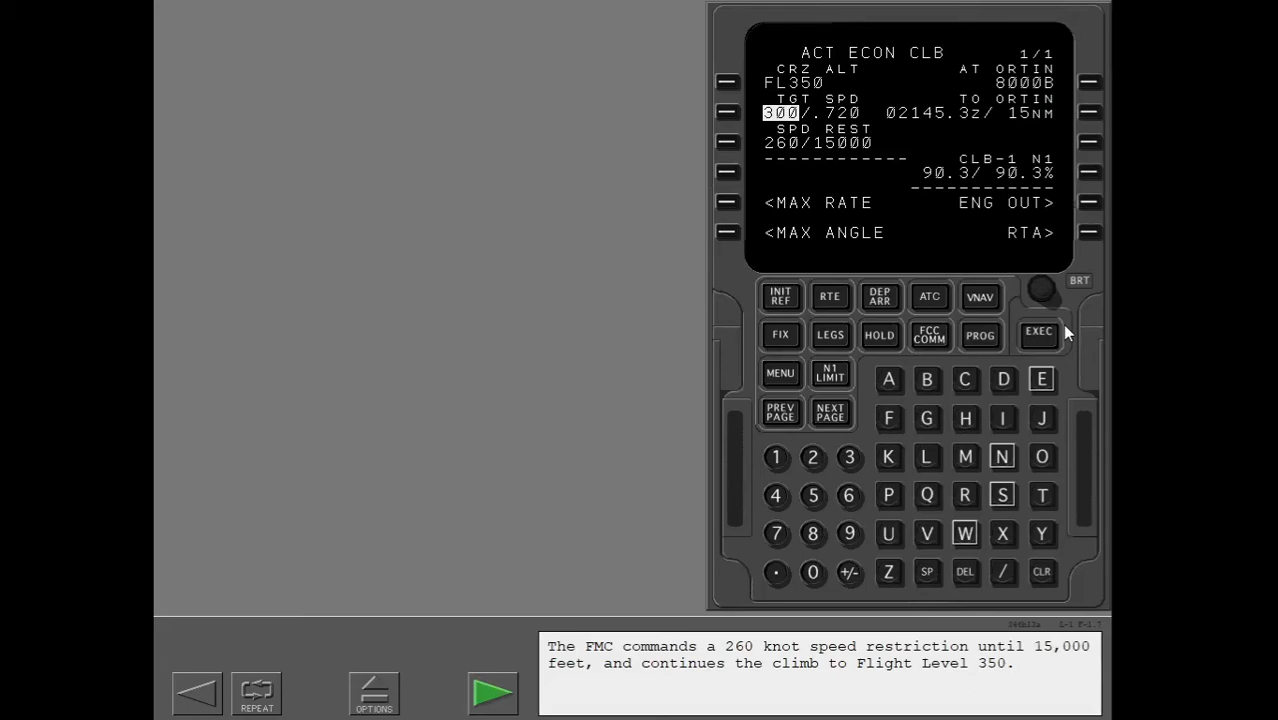 ACT ECON CLB 1/1
CRZ ALT AT ORTIN
FL350 8000B
TGT SPD TO ORTIN
300/.720 02145.3z/ 15NM
SPD REST
260/15000
------------ CLB-1 N1
90.3/ 90.3%
------------
<MAX RATE ENG OUT>
<MAX ANGLE RTA>
BRT
INIT REF RTE DEP ARR ATC VNAV
FIX LEGS HOLD FCC COMM PROG EXEC
MENU N1 LIMIT
PREV PAGE NEXT PAGE
A B C D E
F G H I J
1 2 3 K L M N O
4 5 6 P Q R S T
7 8 9 U V W X Y
. 0 +/- Z SP DEL / CLR
The FMC commands a 260 knot speed restriction until 15,000
feet, and continues the climb to Flight Level 350.
REPEAT OPTIONS